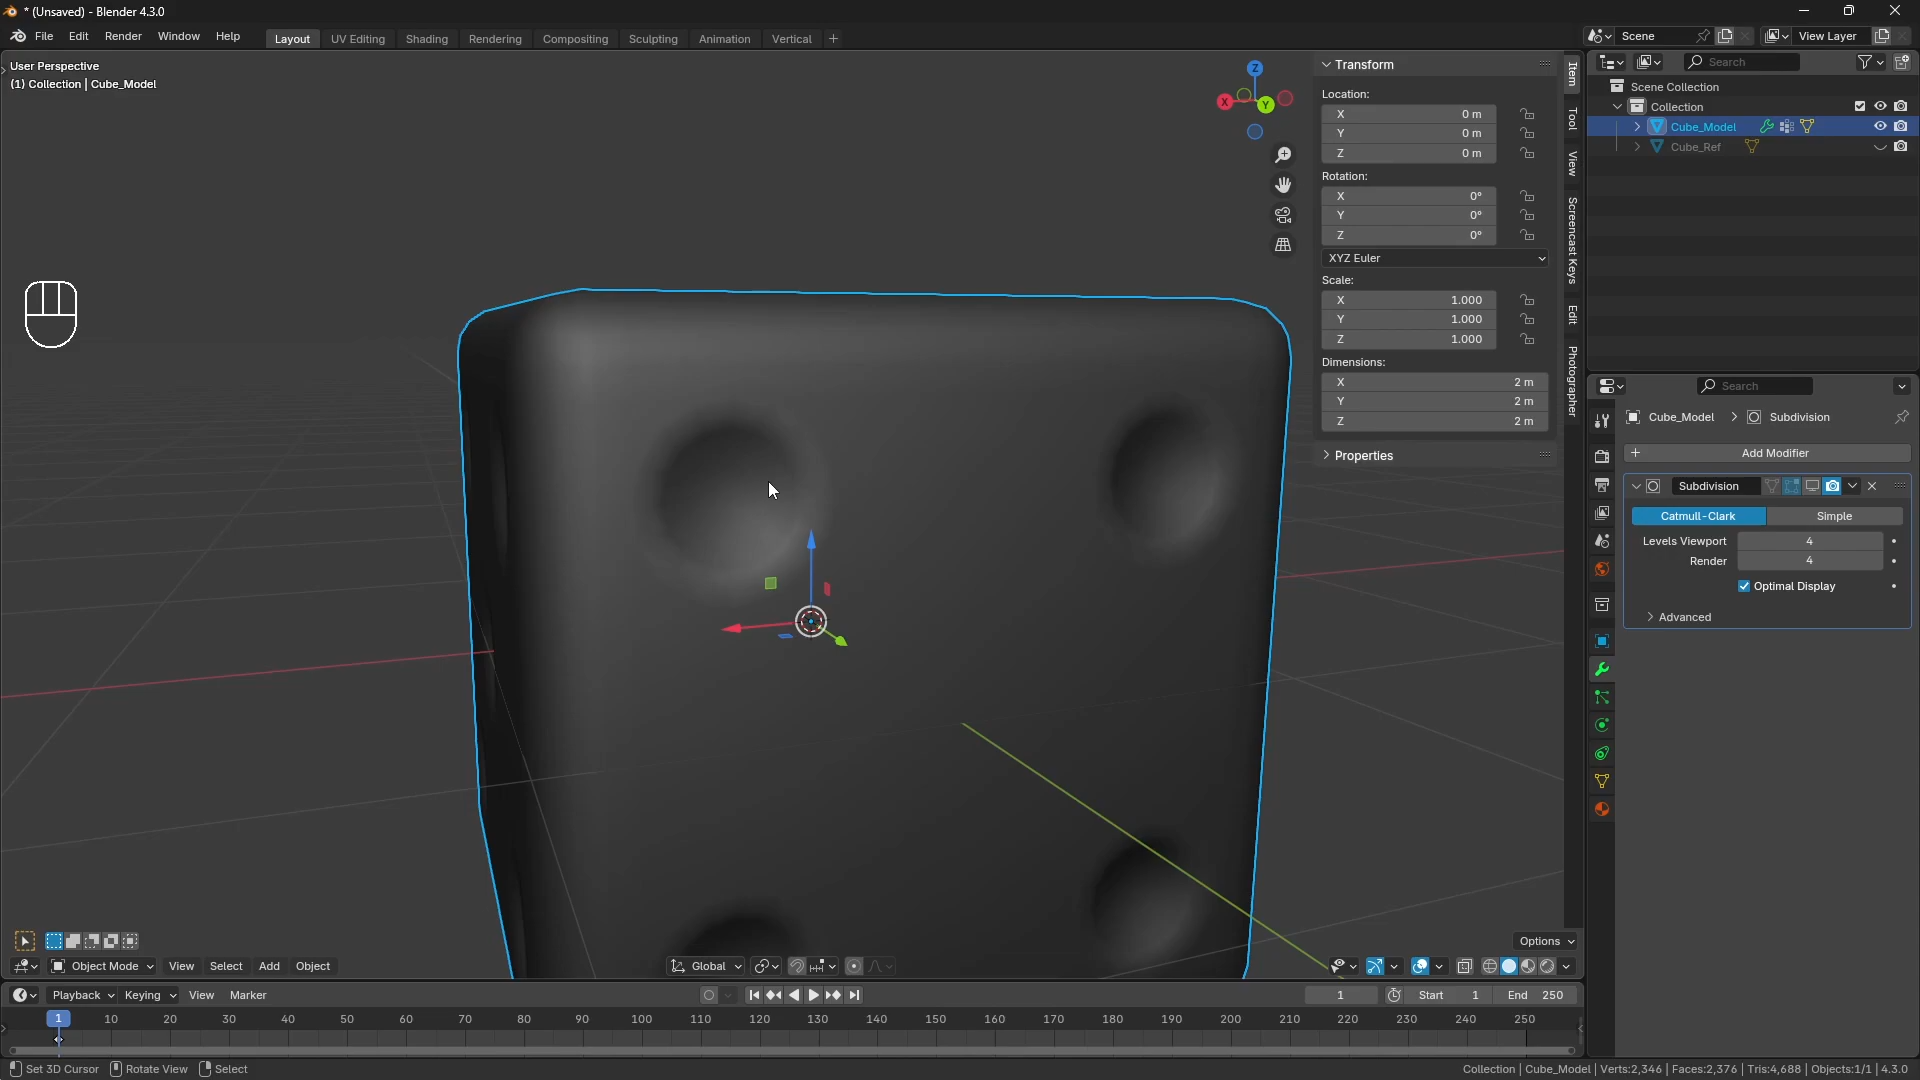 * (Unsaved) - Blender 4.3.0
File Edit Render Window Help
Layout UV Editing Shading Rendering Compositing Sculpting Animation Vertical +
Scene
View Layer
User Perspective
(1) Collection | Cube_Model
Z
X
Y
Transform
Location:
X 0 m
Y 0 m
Z 0 m
Rotation:
X 0°
Y 0°
Z 0°
XYZ Euler
Scale:
X 1.000
Y 1.000
Z 1.000
Dimensions:
X 2 m
Y 2 m
Z 2 m
Properties
Item
Tool
View
Screencast Keys
Edit
Photographer
Search
Scene Collection
Collection
Cube_Model
Cube_Ref
Search
Cube_Model > Subdivision
+ Add Modifier
Subdivision
Catmull-Clark Simple
Levels Viewport 4
Render 4
Optimal Display
Advanced
Options
Object Mode View Select Add Object
Global
Playback Keying View Marker
1 Start 1 End 250
1 10 20 30 40 50 60 70 80 90 100 110 120 130 140 150 160 170 180 190 200 210 220 230 240 250
Set 3D Cursor Rotate View Select
Collection | Cube_Model | Verts:2,346 | Faces:2,376 | Tris:4,688 | Objects:1/1 | 4.3.0